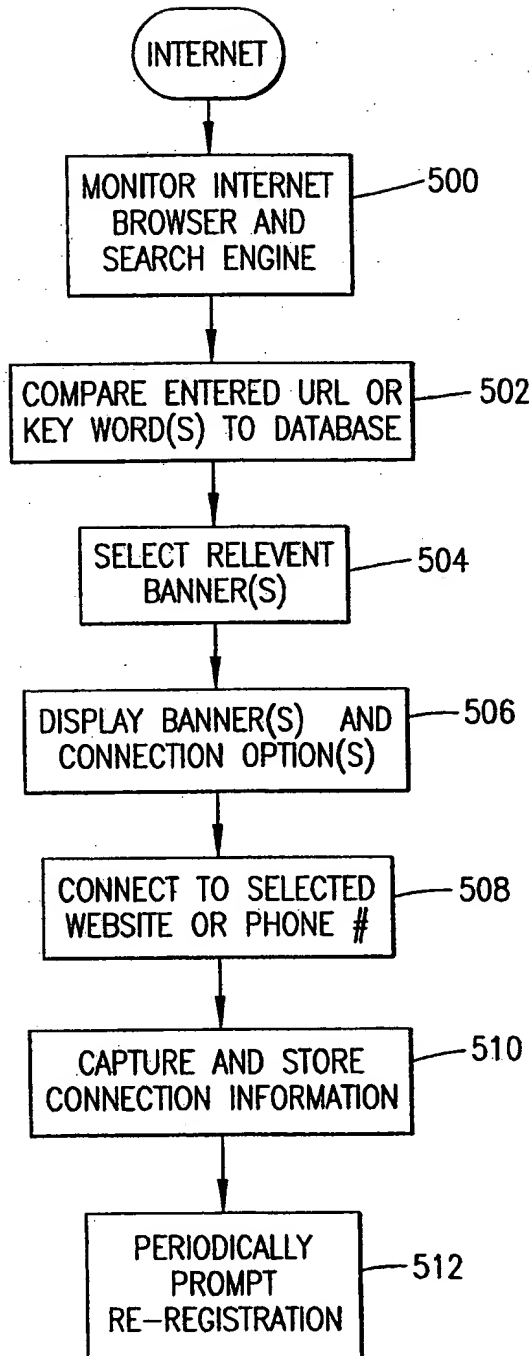 INTERNET
MONITOR INTERNET
BROWSER AND
SEARCH ENGINE
500
COMPARE ENTERED URL OR
KEY WORD(S) TO DATABASE
502
SELECT RELEVENT
BANNER(S)
504
DISPLAY BANNER(S) AND
CONNECTION OPTION(S)
506
CONNECT TO SELECTED
WEBSITE OR PHONE #
508
CAPTURE AND STORE
CONNECTION INFORMATION
510
PERIODICALLY
PROMPT
RE-REGISTRATION
512